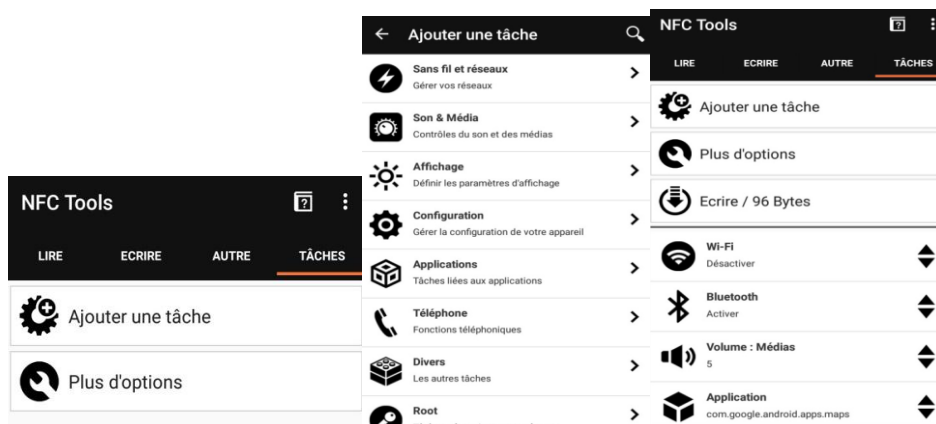 NFC Tools
LIRE ECRIRE AUTRE TÂCHES
Ajouter une tâche
Plus d'options
Ajouter une tâche
Sans fil et réseaux
Gérer vos réseaux
Son & Média
Contrôles du son et des médias
Affichage
Définir les paramètres d'affichage
Configuration
Gérer la configuration de votre appareil
Applications
Tâches liées aux applications
Téléphone
Fonctions téléphoniques
Divers
Les autres tâches
Root
NFC Tools
LIRE ECRIRE AUTRE TÂCHES
Ajouter une tâche
Plus d'options
Ecrire / 96 Bytes
Wi-Fi
Désactiver
Bluetooth
Activer
Volume : Médias
5
Application
com.google.android.apps.maps